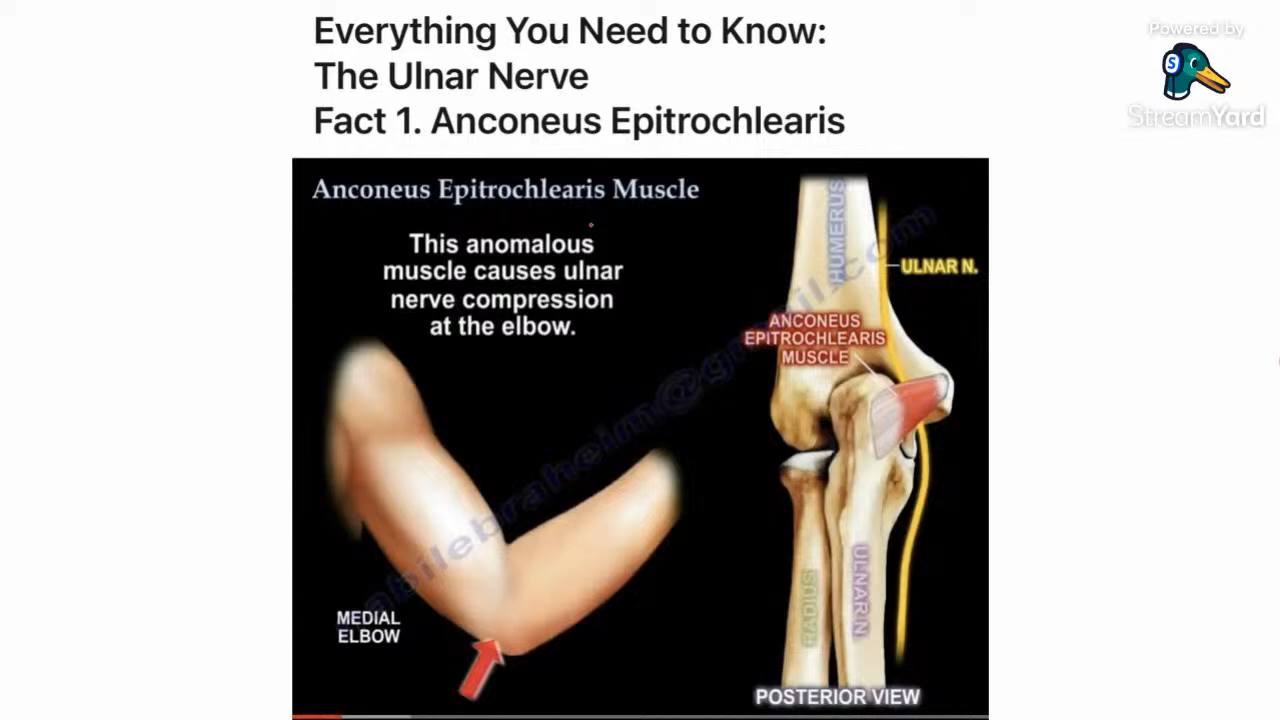 Everything You Need to Know:
The Ulnar Nerve
Fact 1. Anconeus Epitrochlearis
Powered by
S
StreamYard
Anconeus Epitrochlearis Muscle
This anomalous
muscle causes ulnar
nerve compression
at the elbow.
HUMERUS
ULNAR N.
ANCONEUS
EPITROCHLEARIS
MUSCLE
MEDIAL
ELBOW
RADIUS
ULNAR N
POSTERIOR VIEW